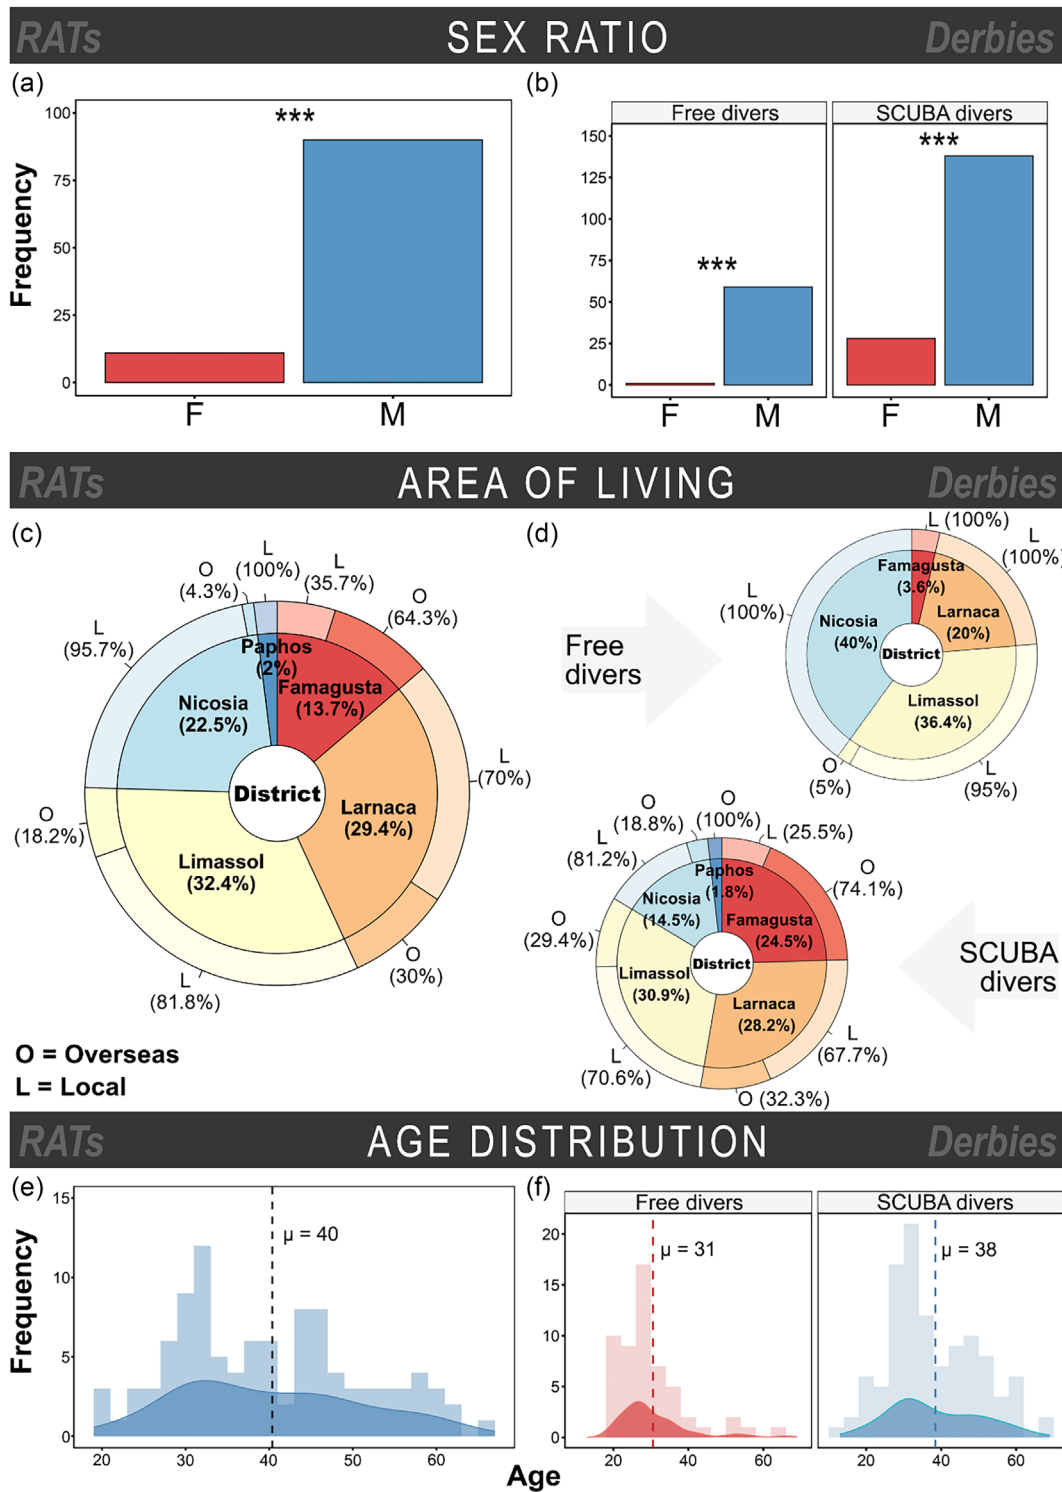 RATs SEX RATIO Derbies
(a)
(b)
Frequency
100
75
50
25
0
***
F
M
Free divers
SCUBA divers
150
125
100
75
50
25
0
***
***
F
M
F
M
RATs AREA OF LIVING Derbies
(c)
(d)
L
(100%)
L
(35.7%)
O
(64.3%)
O
(4.3%)
L
(95.7%)
Paphos
(2%)
Famagusta
(13.7%)
Nicosia
(22.5%)
L
(70%)
District
Larnaca
(29.4%)
O
(18.2%)
Limassol
(32.4%)
O
(30%)
L
(81.8%)
O = Overseas
L = Local
Free
divers
L (100%)
L
(100%)
L
(100%)
Famagusta
(3.6%)
Larnaca
(20%)
Nicosia
(40%)
District
Limassol
(36.4%)
O
(5%)
L
(95%)
SCUBA
divers
O
(18.8%)
O
(100%)
L (25.5%)
L
(81.2%)
O
(74.1%)
Paphos
(1.8%)
Nicosia
(14.5%)
Famagusta
(24.5%)
O
(29.4%)
District
Limassol
(30.9%)
Larnaca
(28.2%)
L
(67.7%)
L
(70.6%)
O (32.3%)
RATs AGE DISTRIBUTION Derbies
(e)
(f)
Frequency
15
10
5
0
μ = 40
20
30
40
50
60
Free divers
SCUBA divers
20
15
10
5
0
μ = 31
μ = 38
20
40
60
20
40
60
Age